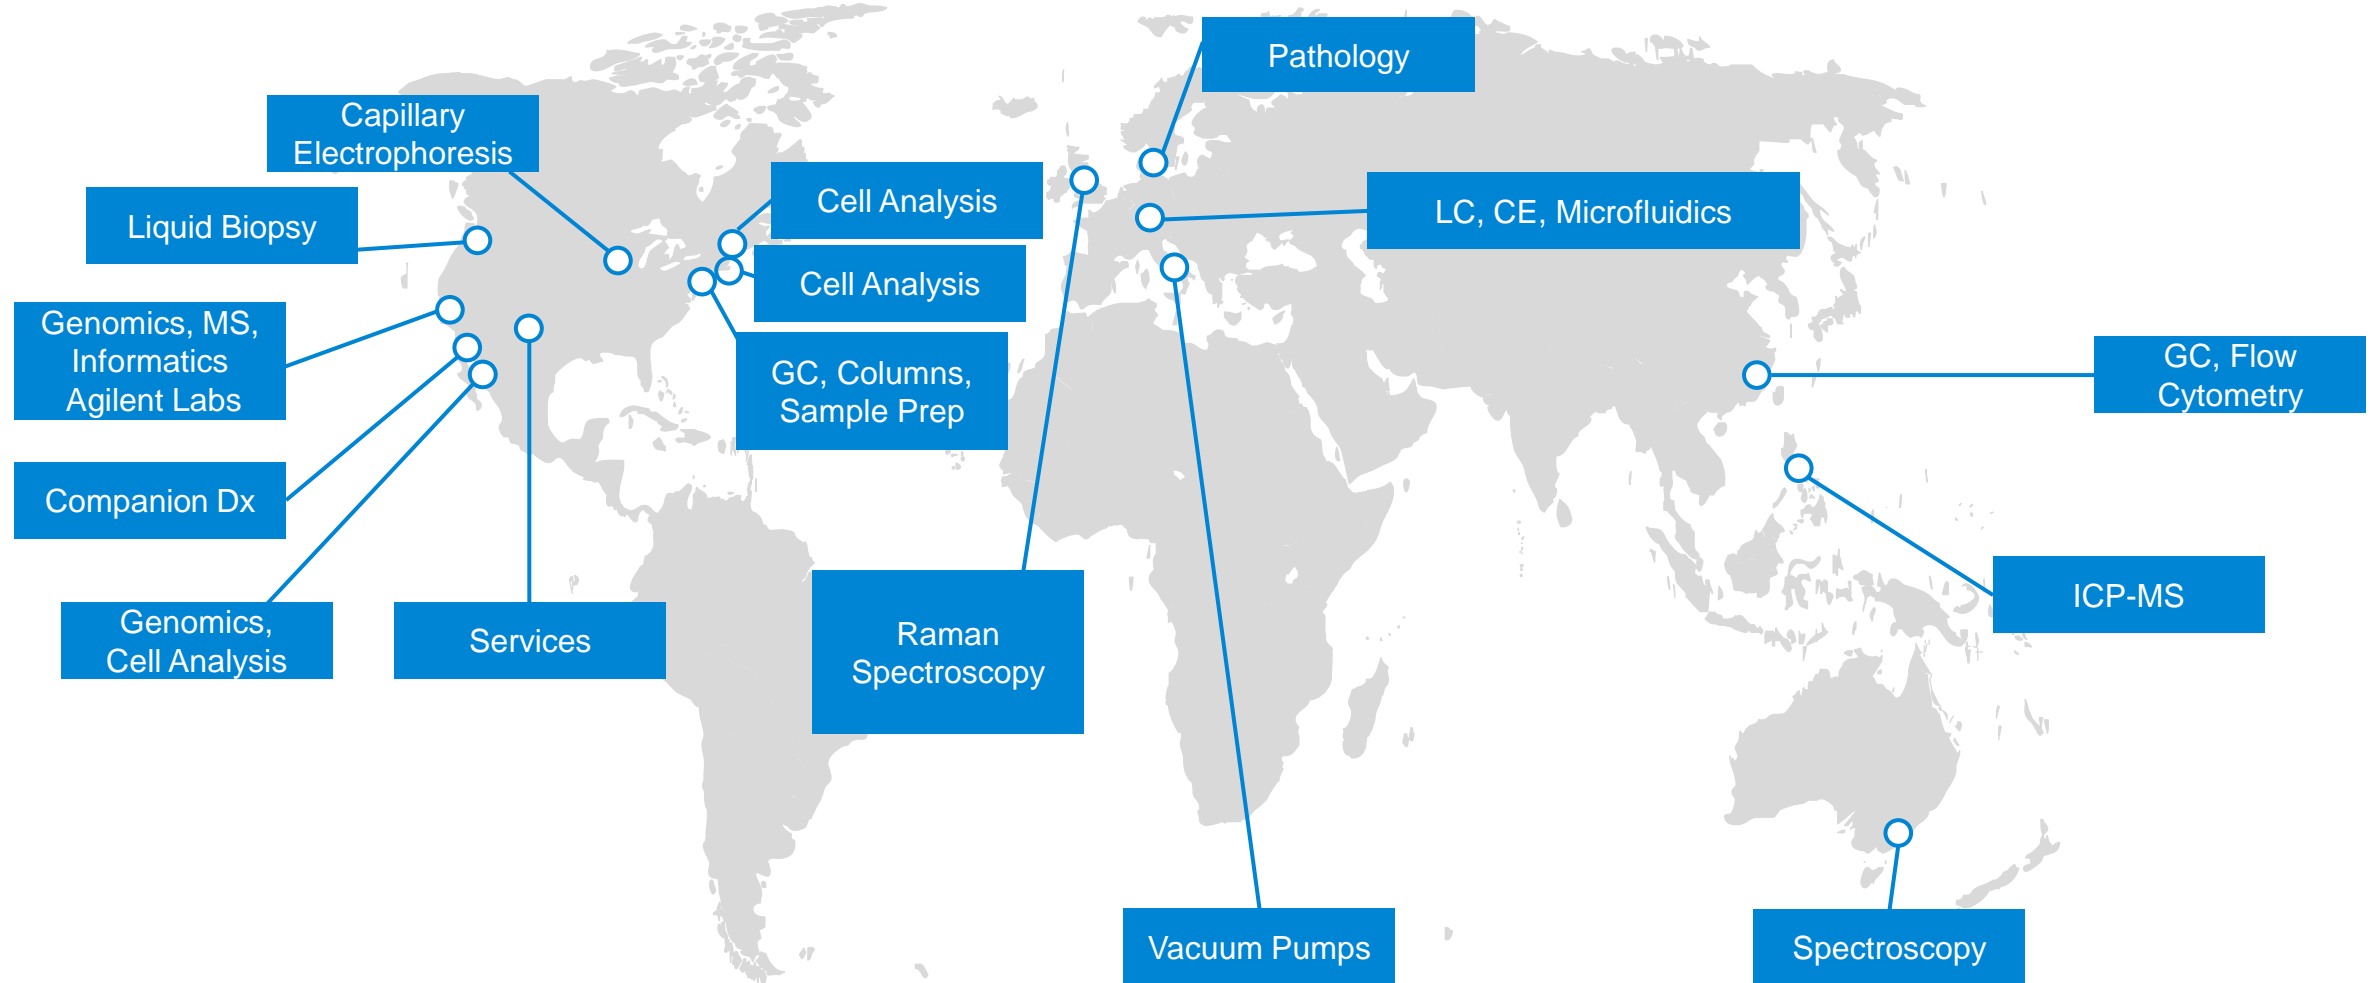 Pathology
Capillary
Electrophoresis
Cell Analysis
LC, CE, Microfluidics
Liquid Biopsy
Cell Analysis
Genomics, MS,
Informatics
Agilent Labs
GC, Columns,
Sample Prep
GC, Flow
Cytometry
Companion Dx
ICP-MS
Genomics,
Cell Analysis
Services
Raman
Spectroscopy
Vacuum Pumps
Spectroscopy